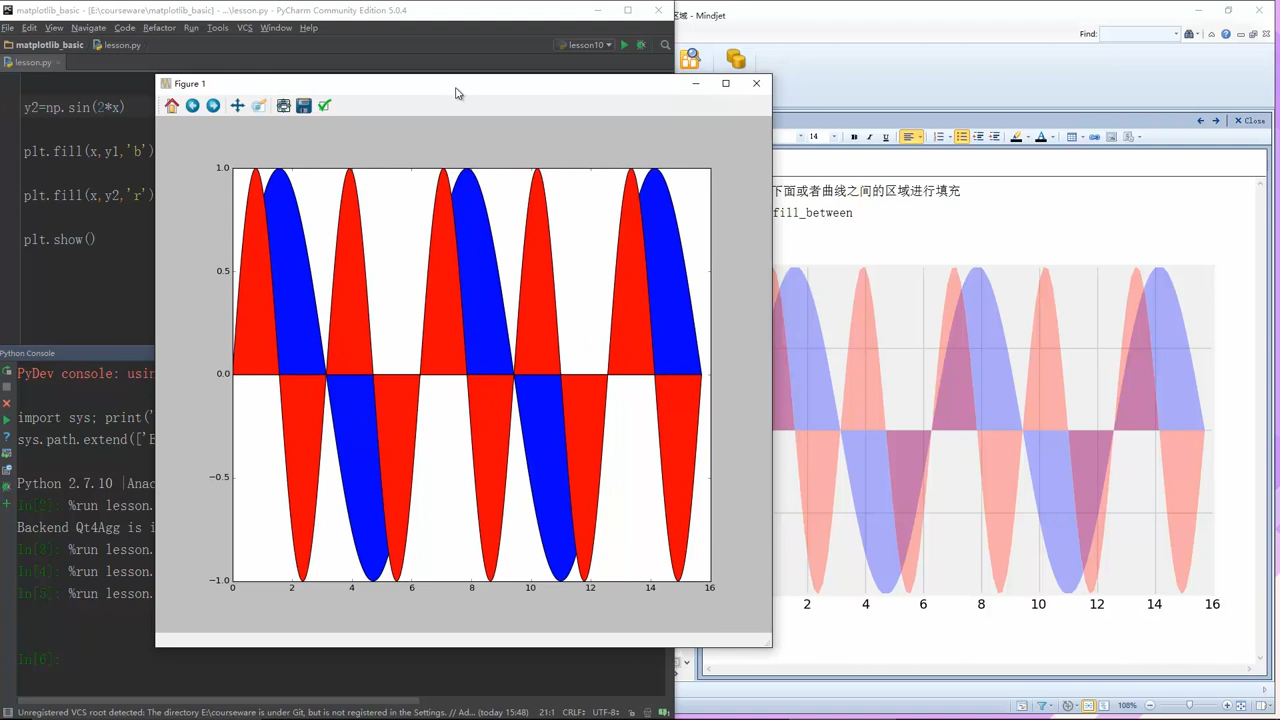 matplotlib_basic - [E:\courseware\matplotlib_basic] - ...\lesson.py - PyCharm Community Edition 5.0.4
File Edit View Navigate Code Refactor Run Tools VCS Window Help
matplotlib_basic lesson.py
lesson10
lesson.py
y2=np.sin(2*x)
plt.fill(x,y1,'b')
plt.fill(x,y2,'r')
plt.show()
Python Console
PyDev console: usin
import sys; print('
sys.path.extend(['E
Python 2.7.10 |Anac
In[2]: %run lesson.
Backend Qt4Agg is i
In[3]: %run lesson.
In[4]: %run lesson.
In[5]: %run lesson.
In[6]:
Unregistered VCS root detected: The directory E:\courseware is under Git, but is not registered in the Settings. // Ad... (today 15:48) 21:1 CRLF÷ UTF-8÷
Figure 1
1.0
0.5
0.0
−0.5
−1.0
0 2 4 6 8 10 12 14 16
区域 - Mindjet
Find:
Close
14 B I U A
下面或者曲线之间的区域进行填充
fill_between
2 4 6 8 10 12 14 16
108%